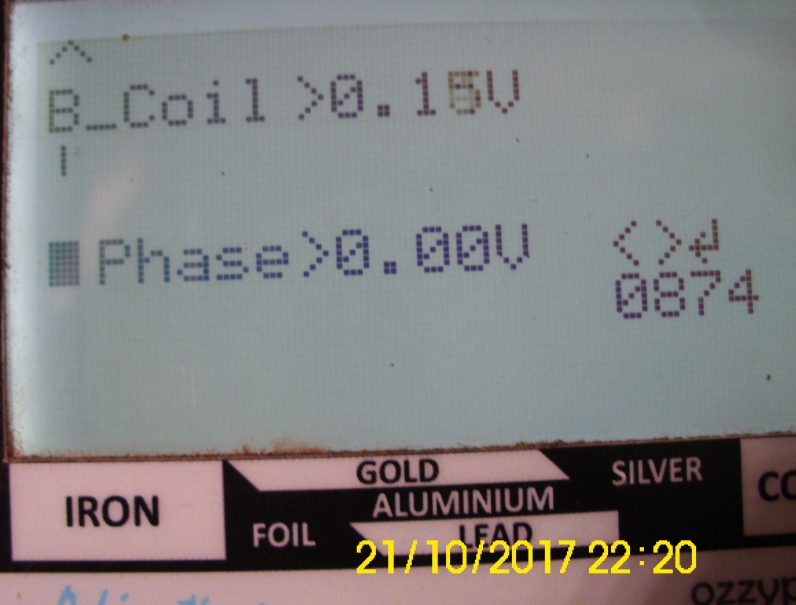 B_Coil >0.15V
Phase>0.00V
<>↵
0874
GOLD
IRON
ALUMINIUM
SILVER
FOIL
LEAD
21/10/2017 22:20